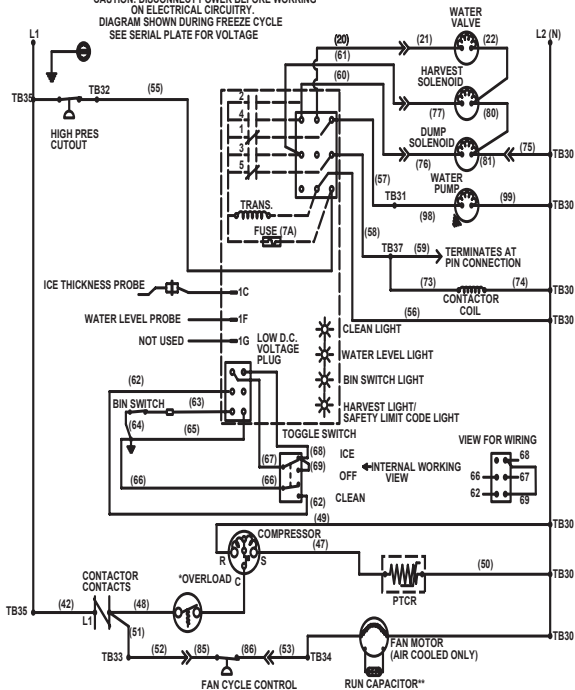 CAUTION: DISCONNECT POWER BEFORE WORKING
ON ELECTRICAL CIRCUITRY.
DIAGRAM SHOWN DURING FREEZE CYCLE
SEE SERIAL PLATE FOR VOLTAGE
L1
L2 (N)
WATER
VALVE
(20)
(21)
(22)
(61)
(60)
HARVEST
SOLENOID
TB35
TB32
(55)
HIGH PRES
CUTOUT
2
4
1
3
5
(77)
(80)
DUMP
SOLENOID
(76)
(81)
(75)
TB30
WATER
PUMP
(57)
TB31
(98)
(99)
TB30
TRANS.
FUSE (7A)
(58)
TB37
(59)
TERMINATES AT
PIN CONNECTION
(73)
(74)
TB30
CONTACTOR
COIL
(56)
TB30
ICE THICKNESS PROBE
1C
WATER LEVEL PROBE
1F
NOT USED
1G
LOW D.C.
VOLTAGE
PLUG
CLEAN LIGHT
WATER LEVEL LIGHT
BIN SWITCH LIGHT
HARVEST LIGHT/
SAFETY LIMIT CODE LIGHT
(62)
BIN SWITCH
(63)
(64)
(65)
TOGGLE SWITCH
(68)
(67)
(69)
ICE
OFF
CLEAN
(66)
(66)
(62)
INTERNAL WORKING
VIEW
VIEW FOR WIRING
68
66
67
62
69
(49)
TB30
COMPRESSOR
(47)
R
S
C
(50)
TB30
PTCR
*OVERLOAD
CONTACTOR
CONTACTS
TB35
(42)
L1
(48)
(51)
TB33
(52)
(85)
(86)
(53)
TB34
TB30
FAN CYCLE CONTROL
FAN MOTOR
(AIR COOLED ONLY)
RUN CAPACITOR**